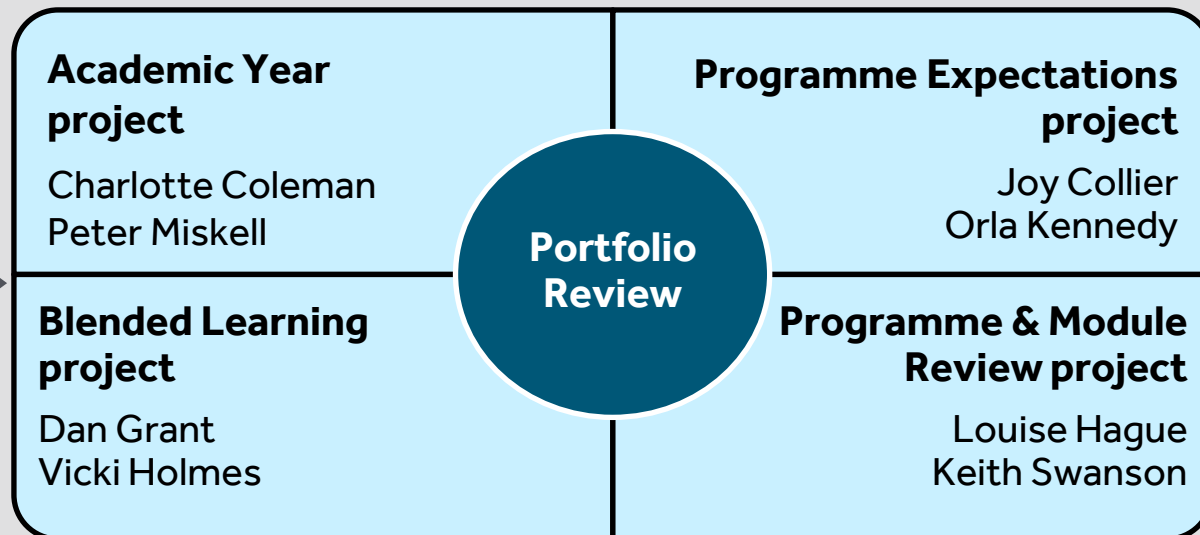 Academic Year
project
Charlotte Coleman
Peter Miskell
Programme Expectations
project
Joy Collier
Orla Kennedy
Portfolio
Review
Blended Learning
project
Dan Grant
Vicki Holmes
Programme & Module
Review project
Louise Hague
Keith Swanson